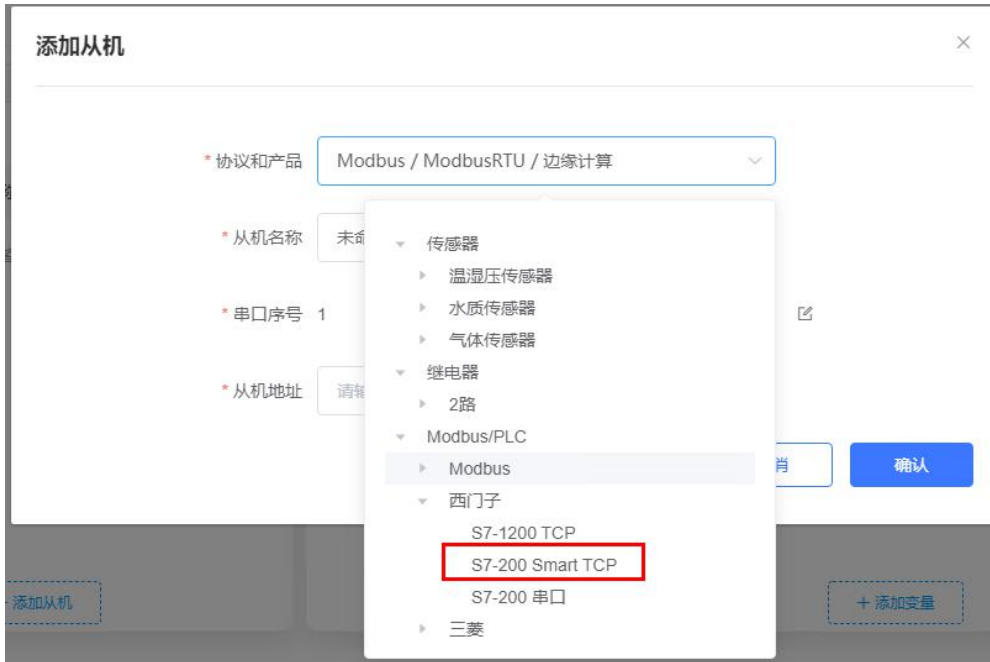 添加从机
* 协议和产品 Modbus / ModbusRTU / 边缘计算
* 从机名称 未命
传感器
温湿压传感器
* 串口序号 1
水质传感器
气体传感器
继电器
* 从机地址 请输
2路
Modbus/PLC
Modbus
消 确认
西门子
S7-1200 TCP
S7-200 Smart TCP
S7-200 串口
添加从机
+ 添加变量
三菱